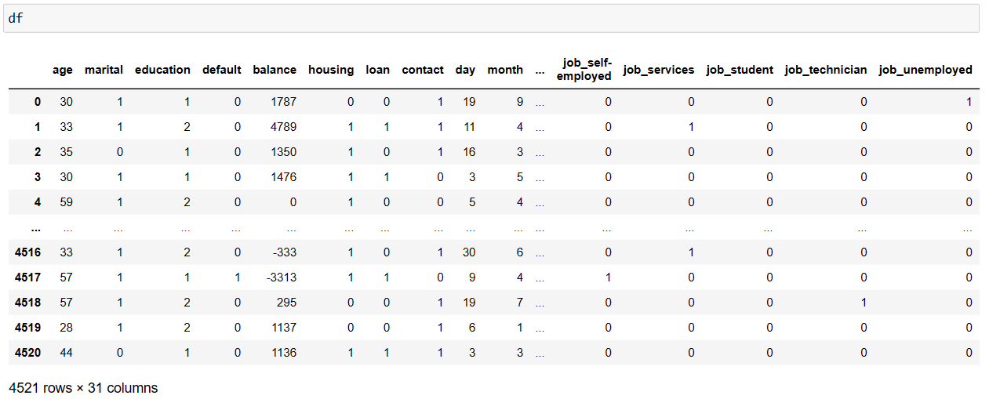 df
age marital education default balance housing loan contact day month ... job_self-employed job_services job_student job_technician job_unemployed
0 30 1 1 0 1787 0 0 1 19 9 ... 0 0 0 0 1
1 33 1 2 0 4789 1 1 1 11 4 ... 0 1 0 0 0
2 35 0 1 0 1350 1 0 1 16 3 ... 0 0 0 0 0
3 30 1 1 0 1476 1 1 0 3 5 ... 0 0 0 0 0
4 59 1 2 0 0 1 0 0 5 4 ... 0 0 0 0 0
... ... ... ... ... ... ... ... ... ... ... ... ... ... ... ... ...
4516 33 1 2 0 -333 1 0 1 30 6 ... 0 1 0 0 0
4517 57 1 1 1 -3313 1 1 0 9 4 ... 1 0 0 0 0
4518 57 1 2 0 295 0 0 1 19 7 ... 0 0 0 1 0
4519 28 1 2 0 1137 0 0 1 6 1 ... 0 0 0 0 0
4520 44 0 1 0 1136 1 1 1 3 3 ... 0 0 0 0 0
4521 rows × 31 columns